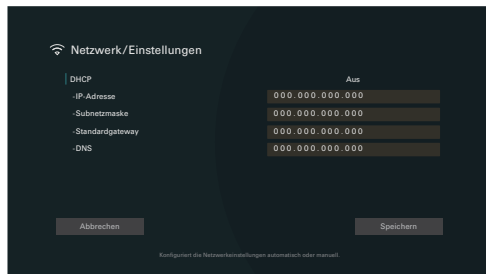 Netzwerk/Einstellungen
DHCP Aus
-IP-Adresse 000.000.000.000
-Subnetzmaske 000.000.000.000
-Standardgateway 000.000.000.000
-DNS 000.000.000.000
Abbrechen Speichern
Konfiguriert die Netzwerkeinstellungen automatisch oder manuell.